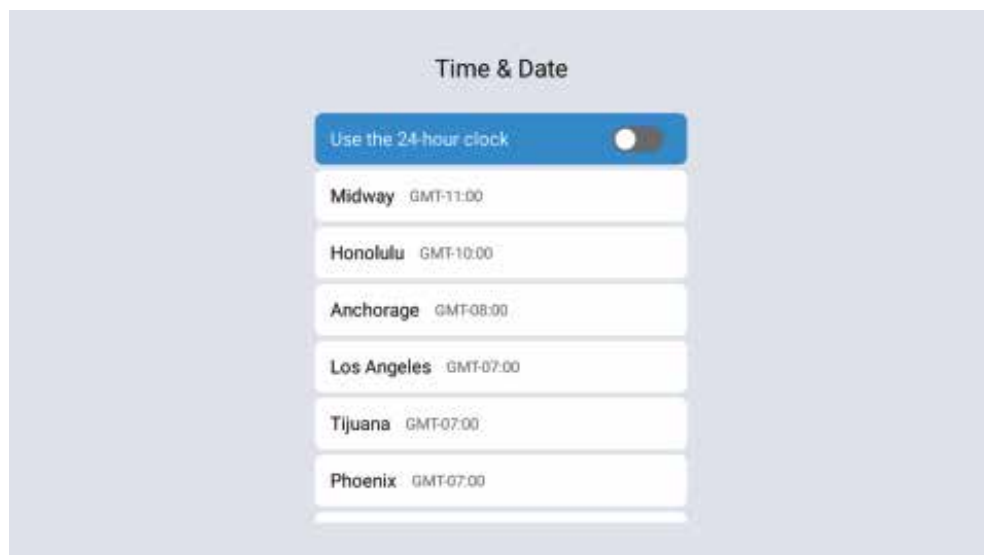 Time & Date
Use the 24-hour clock
Midway GMT-11:00
Honolulu GMT-10:00
Anchorage GMT-08:00
Los Angeles GMT-07:00
Tijuana GMT-07:00
Phoenix GMT-07:00